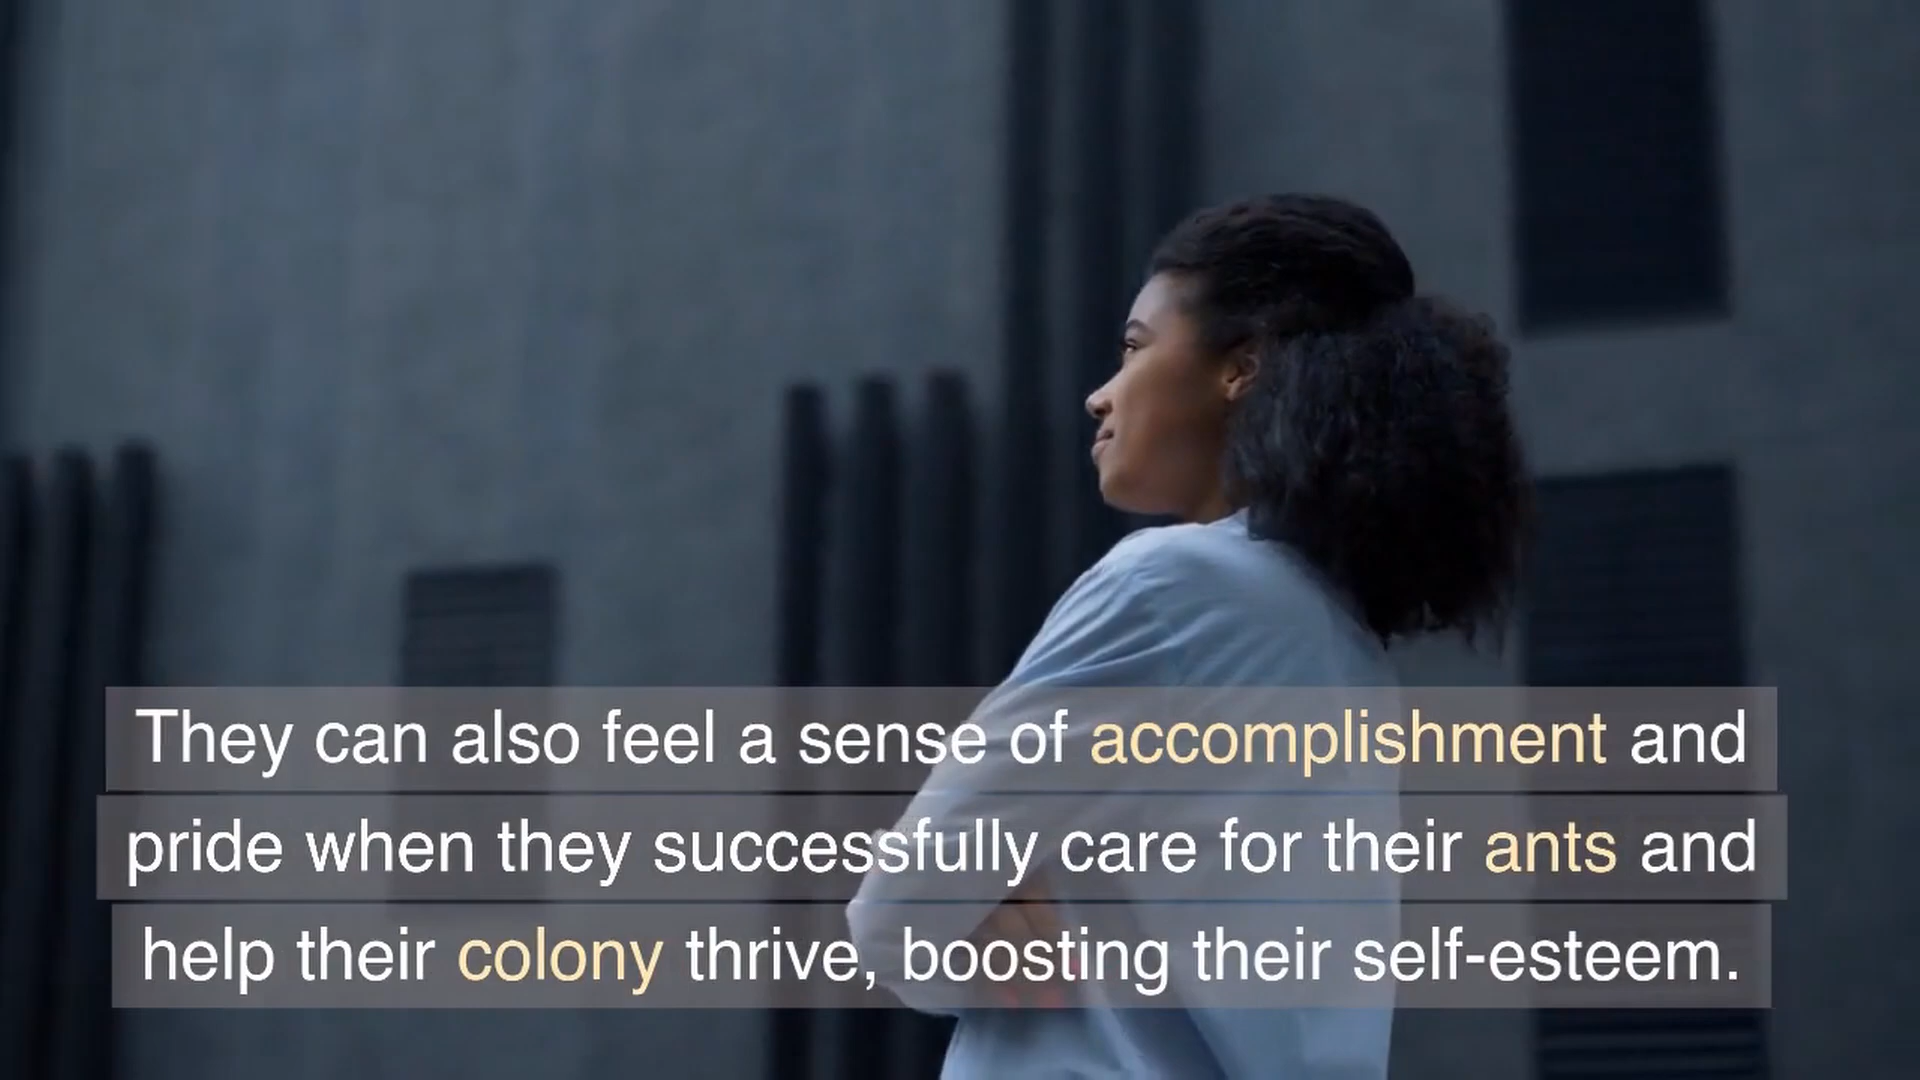 They can also feel a sense of accomplishment and
pride when they successfully care for their ants and
help their colony thrive, boosting their self-esteem.